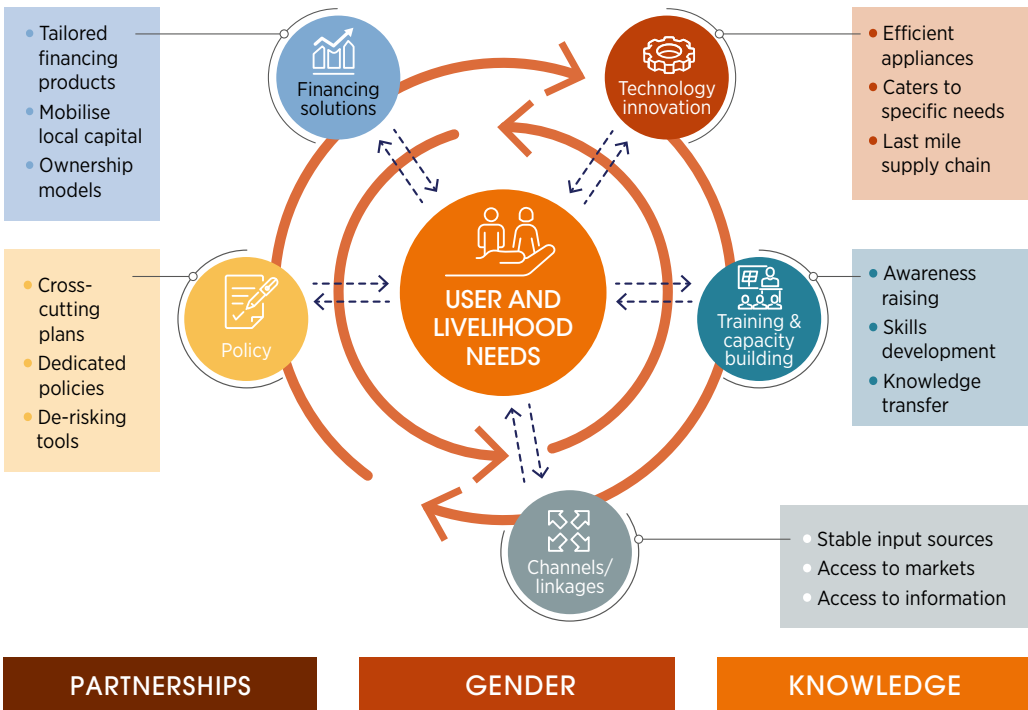 • Tailored
financing
products
• Mobilise
local capital
• Ownership
models
Financing
solutions
Technology
innovation
• Efficient
appliances
• Caters to
specific needs
• Last mile
supply chain
• Cross-
cutting
plans
• Dedicated
policies
• De-risking
tools
Policy
USER AND
LIVELIHOOD
NEEDS
Training &
capacity
building
• Awareness
raising
• Skills
development
• Knowledge
transfer
Channels/
linkages
• Stable input sources
• Access to markets
• Access to information
PARTNERSHIPS
GENDER
KNOWLEDGE